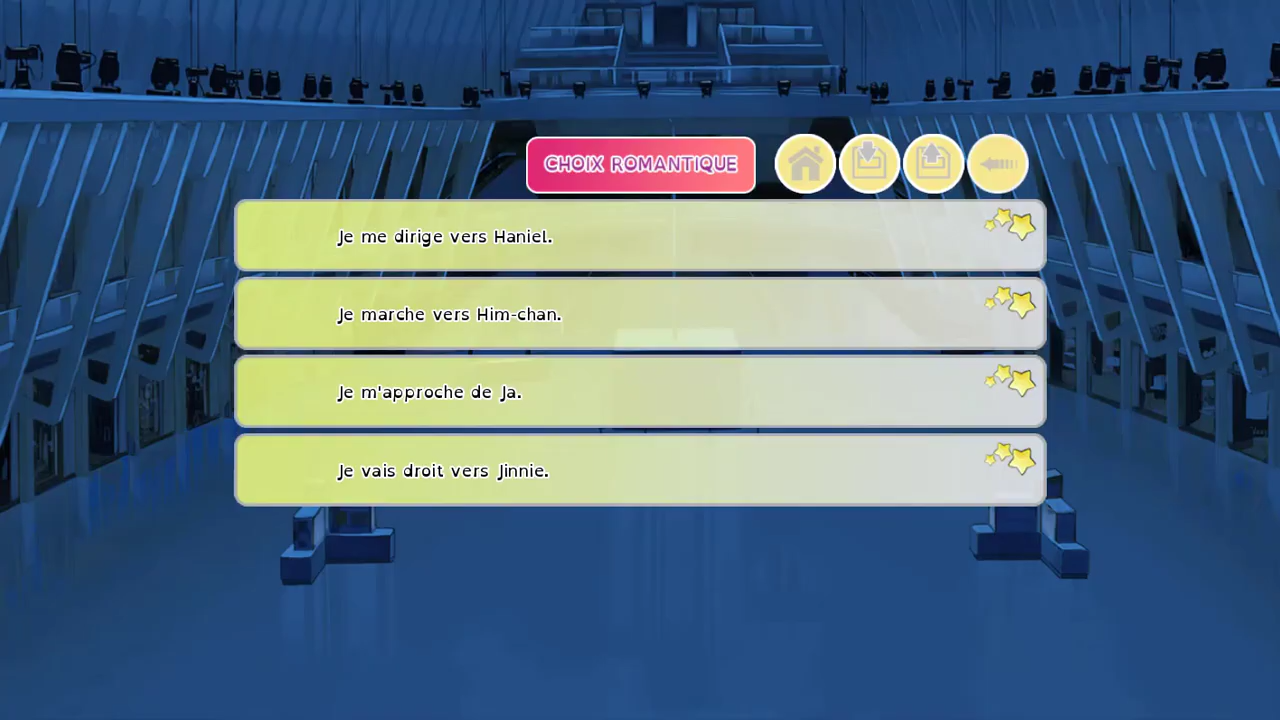 CHOIX ROMANTIQUE
Je me dirige vers Haniel.
Je marche vers Him-chan.
Je m'approche de Ja.
Je vais droit vers Jinnie.